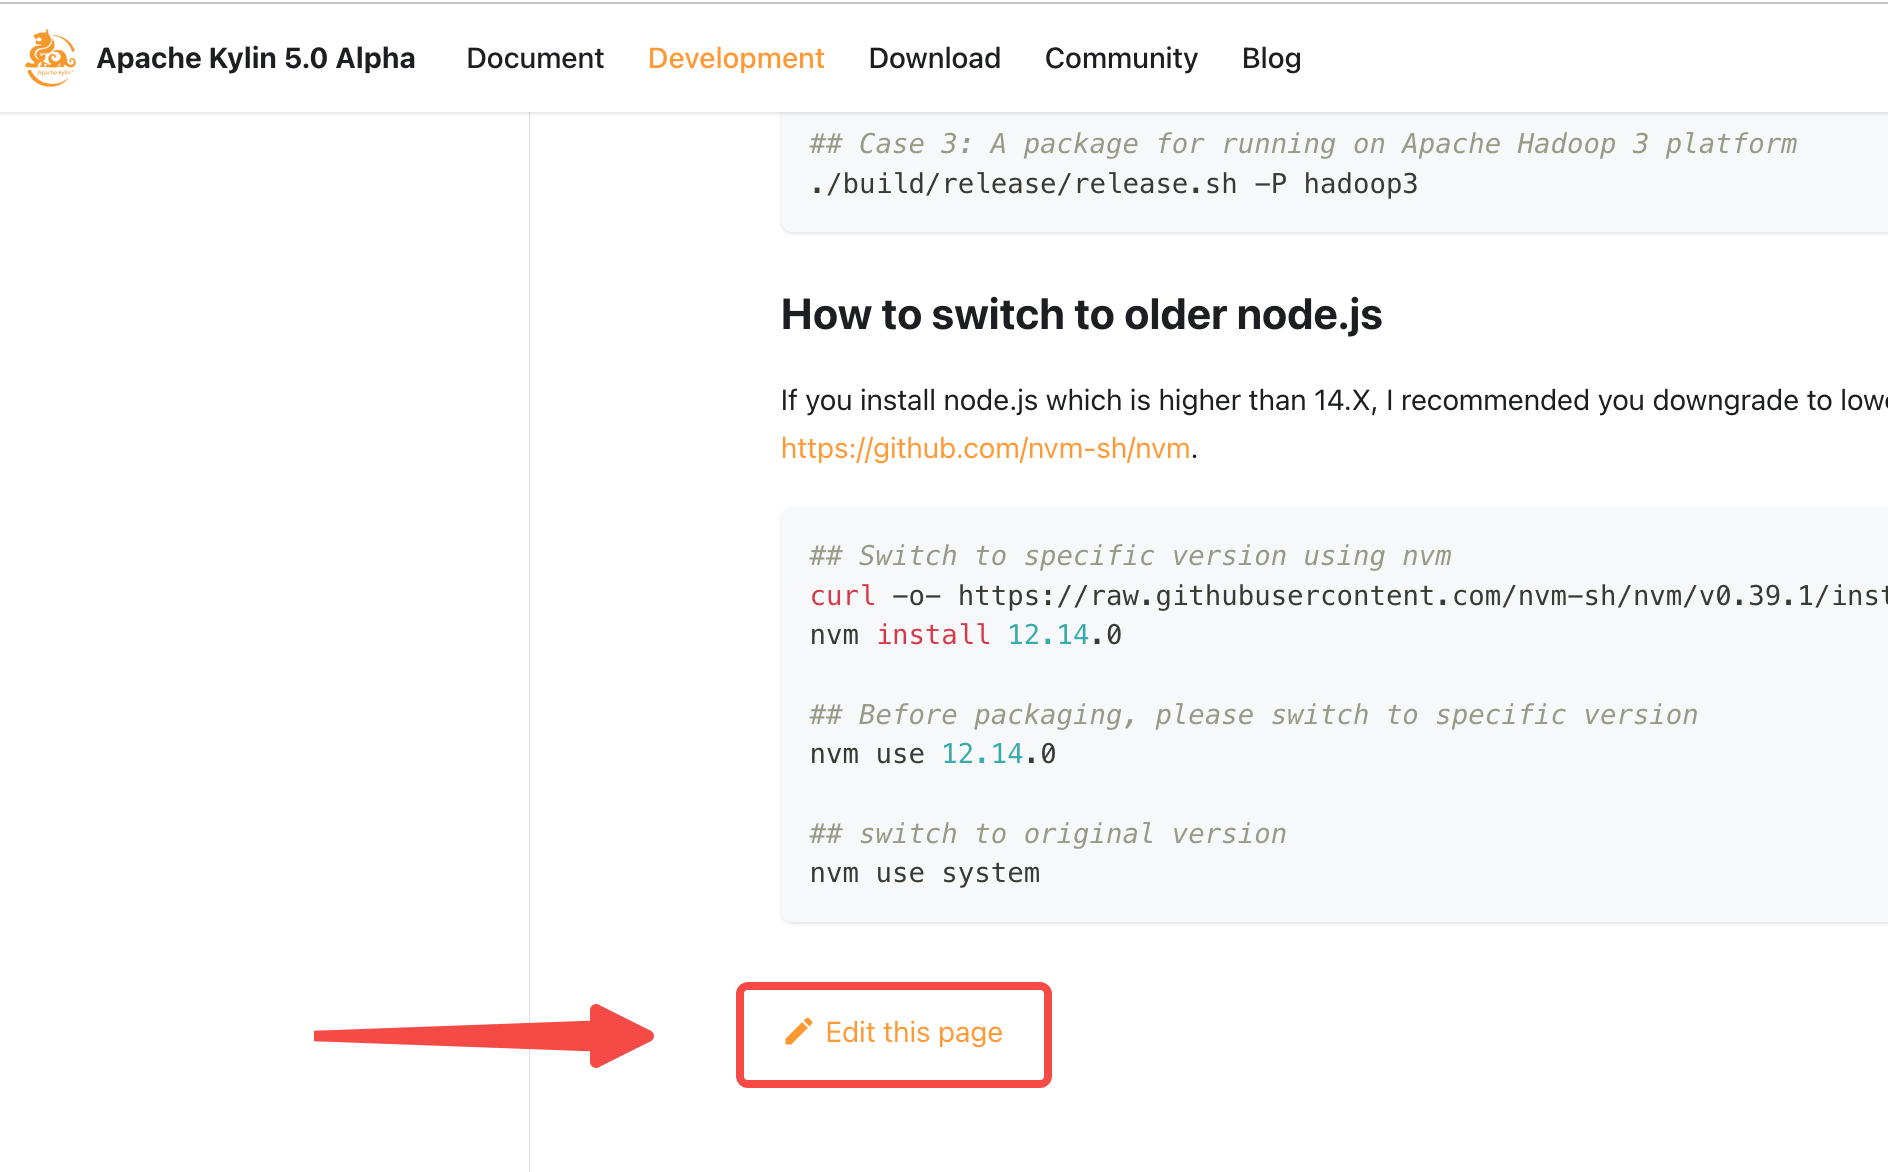 Apache Kylin 5.0 Alpha Document Development Download Community Blog
## Case 3: A package for running on Apache Hadoop 3 platform
./build/release/release.sh -P hadoop3
How to switch to older node.js
If you install node.js which is higher than 14.X, I recommended you downgrade to
https://github.com/nvm-sh/nvm.
## Switch to specific version using nvm
curl -o- https://raw.githubusercontent.com/nvm-sh/nvm/v0.39.1/inst
nvm install 12.14.0
## Before packaging, please switch to specific version
nvm use 12.14.0
## switch to original version
nvm use system
Edit this page